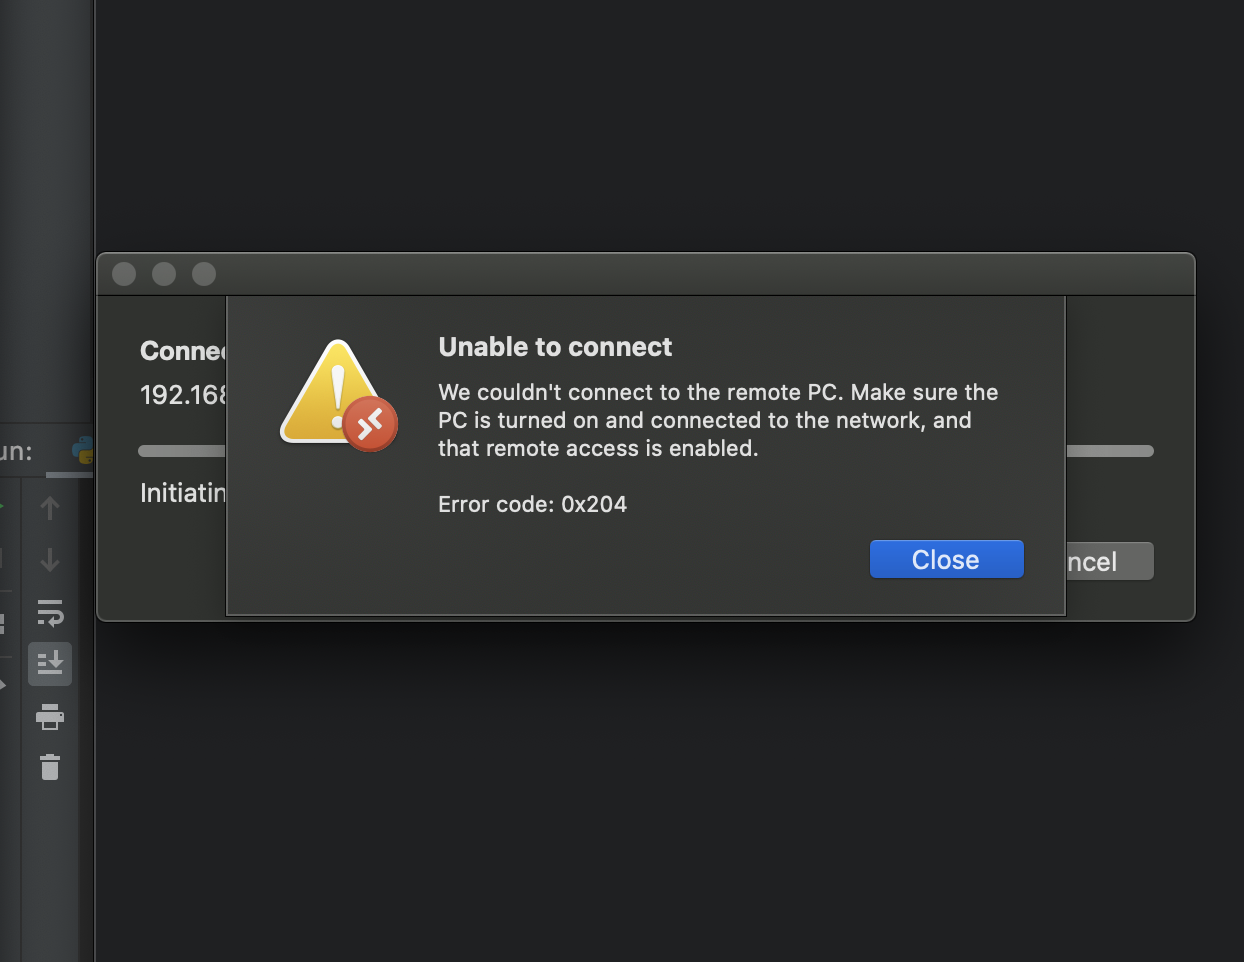 Unable to connect
We couldn't connect to the remote PC. Make sure the
PC is turned on and connected to the network, and
that remote access is enabled.
Error code: 0x204
Close
Connec
192.168
Initiatin
ncel
un: